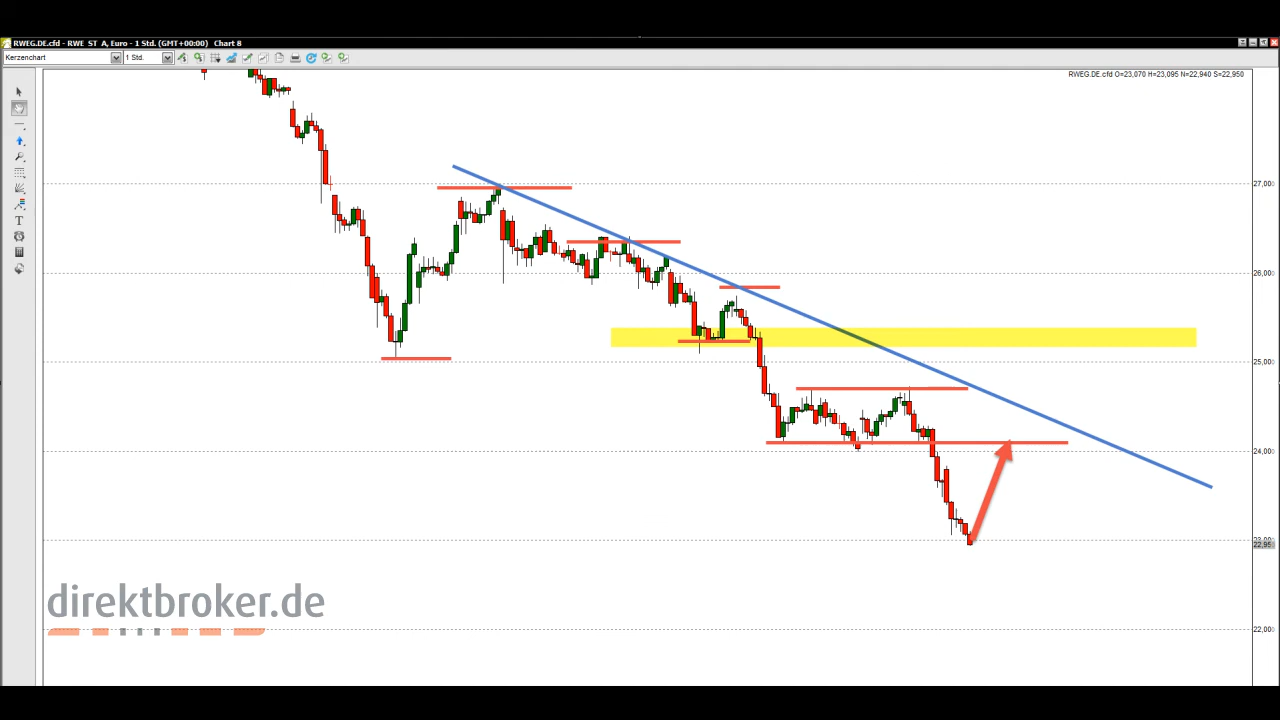 RWEG.DE.cfd - RWE ST A, Euro - 1 Std. (GMT+00:00) Chart 8
Kerzenchart 1 Std.
RWEG.DE.cfd O=23,070 H=23,095 N=22,940 S=22,950
27,00
26,00
25,00
24,00
23,00
22,95
direktbroker.de
22,00